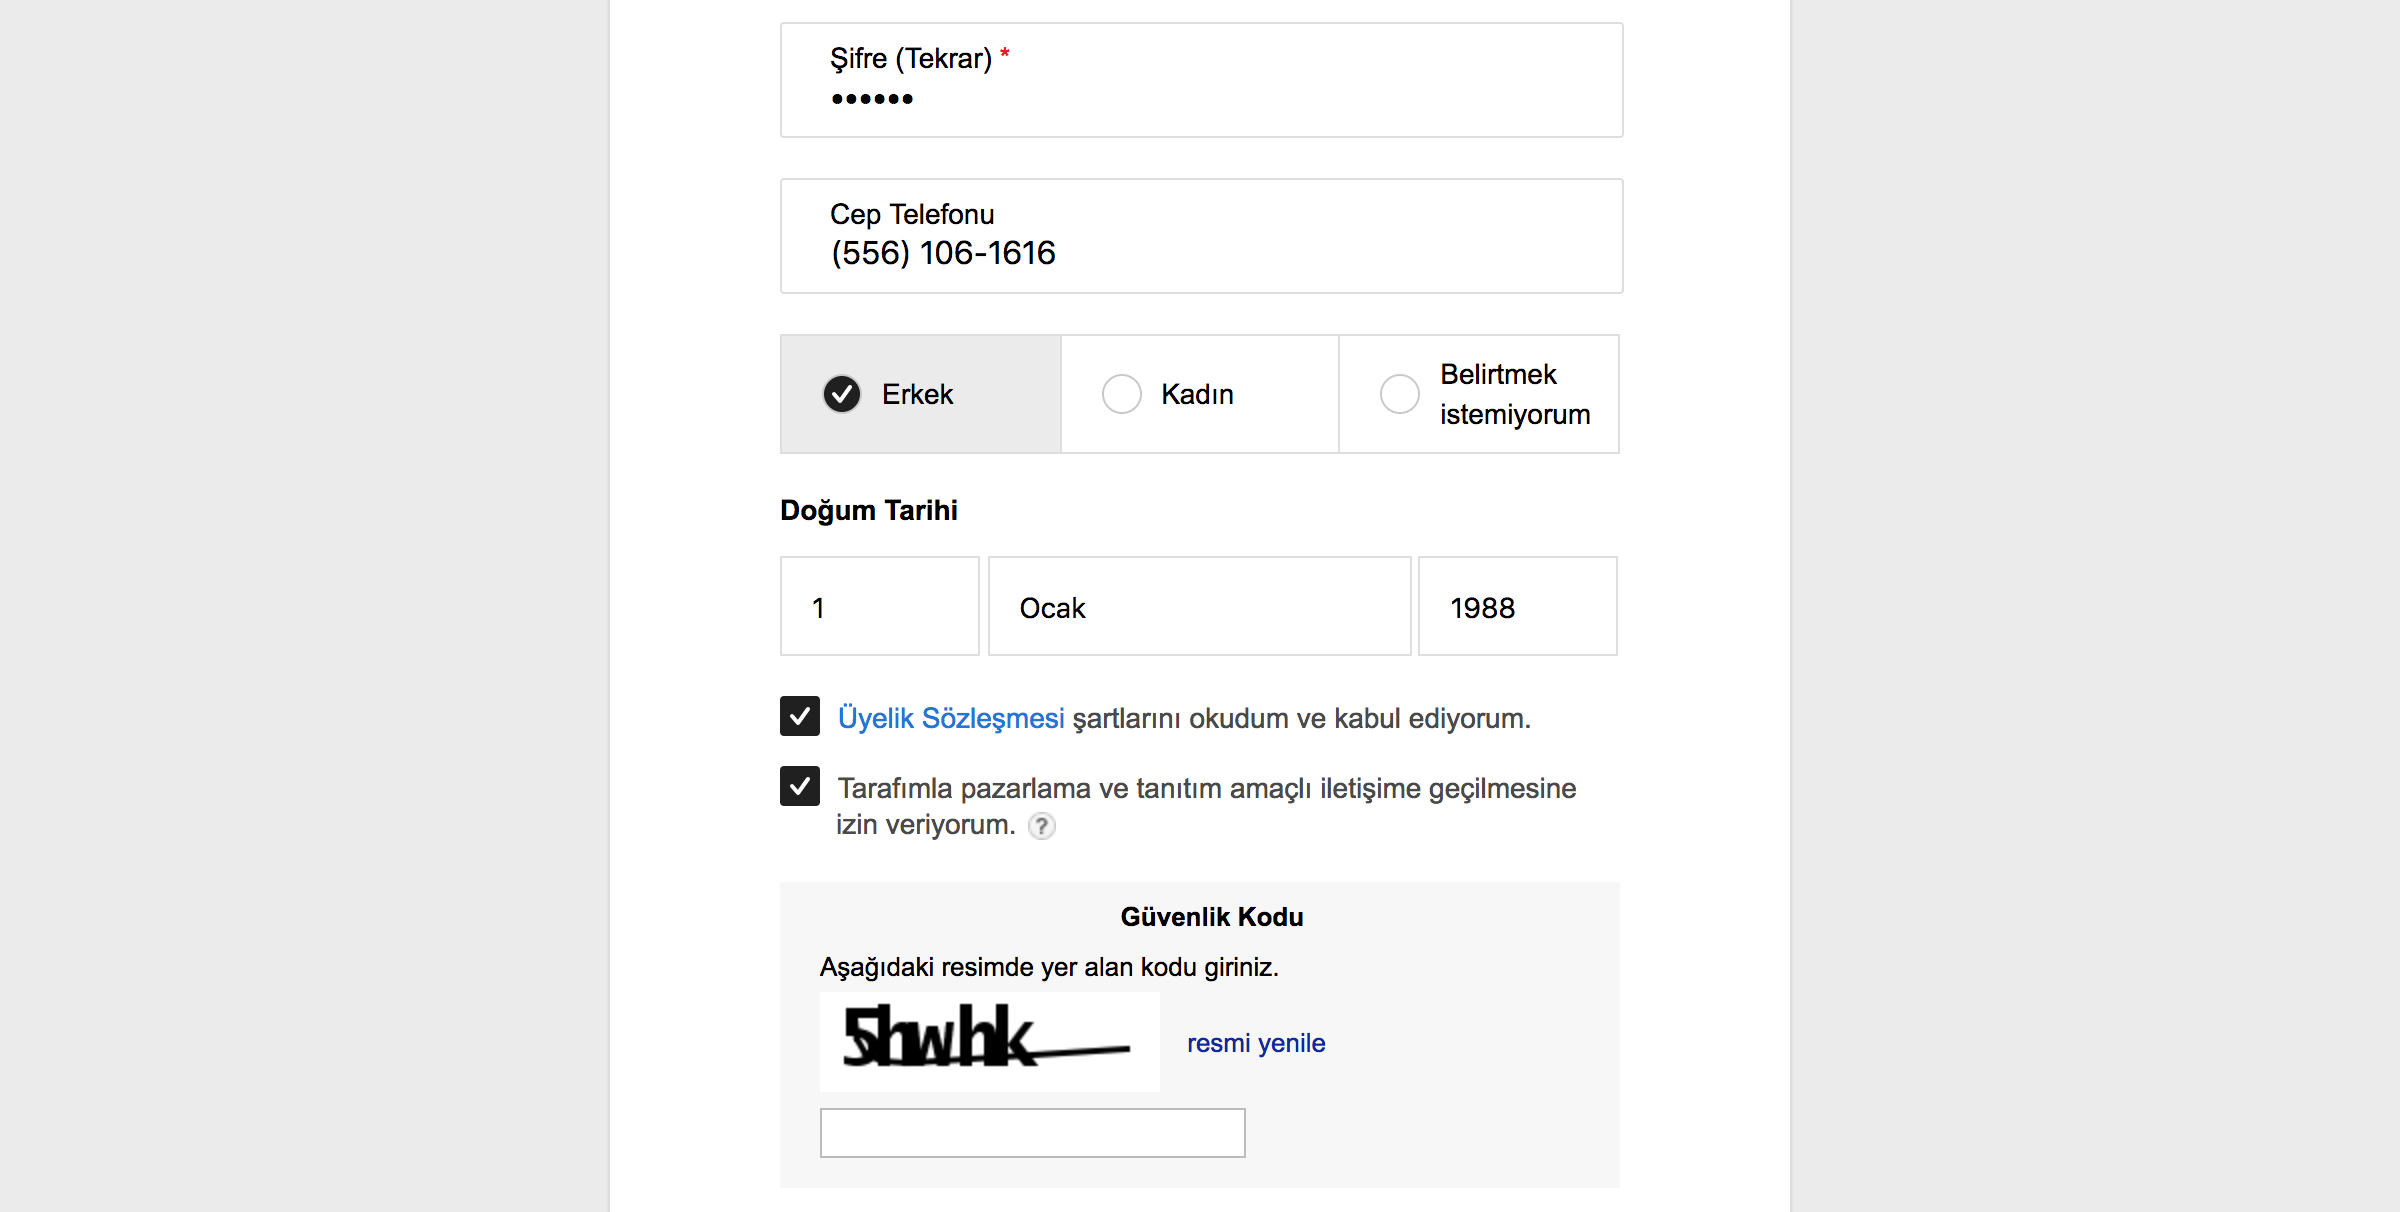 Şifre (Tekrar) *
••••••
Cep Telefonu
(556) 106-1616
Erkek
Kadın
Belirtmek
istemiyorum
Doğum Tarihi
1
Ocak
1988
Üyelik Sözleşmesi şartlarını okudum ve kabul ediyorum.
Tarafımla pazarlama ve tanıtım amaçlı iletişime geçilmesine
izin veriyorum. ?
Güvenlik Kodu
Aşağıdaki resimde yer alan kodu giriniz.
5hwhk
resmi yenile